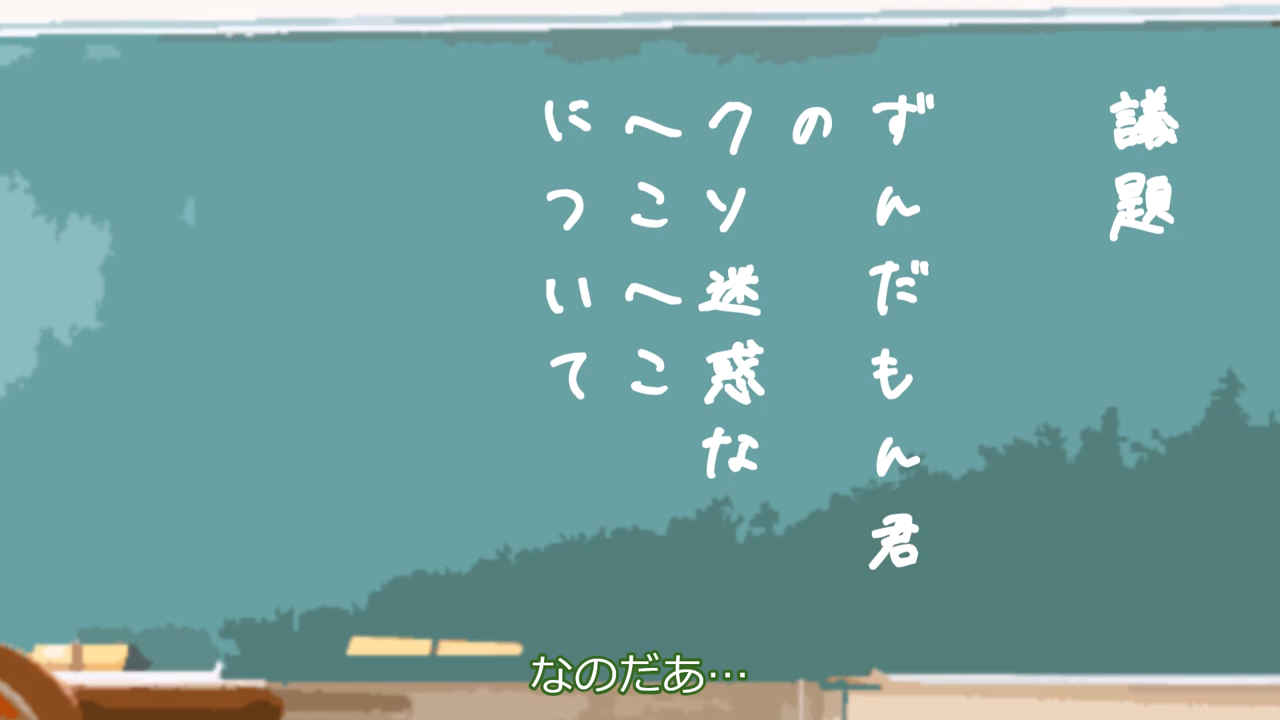 議題
ずんだもん君
の
クソ迷惑な
へこへこ
について
なのだあ…